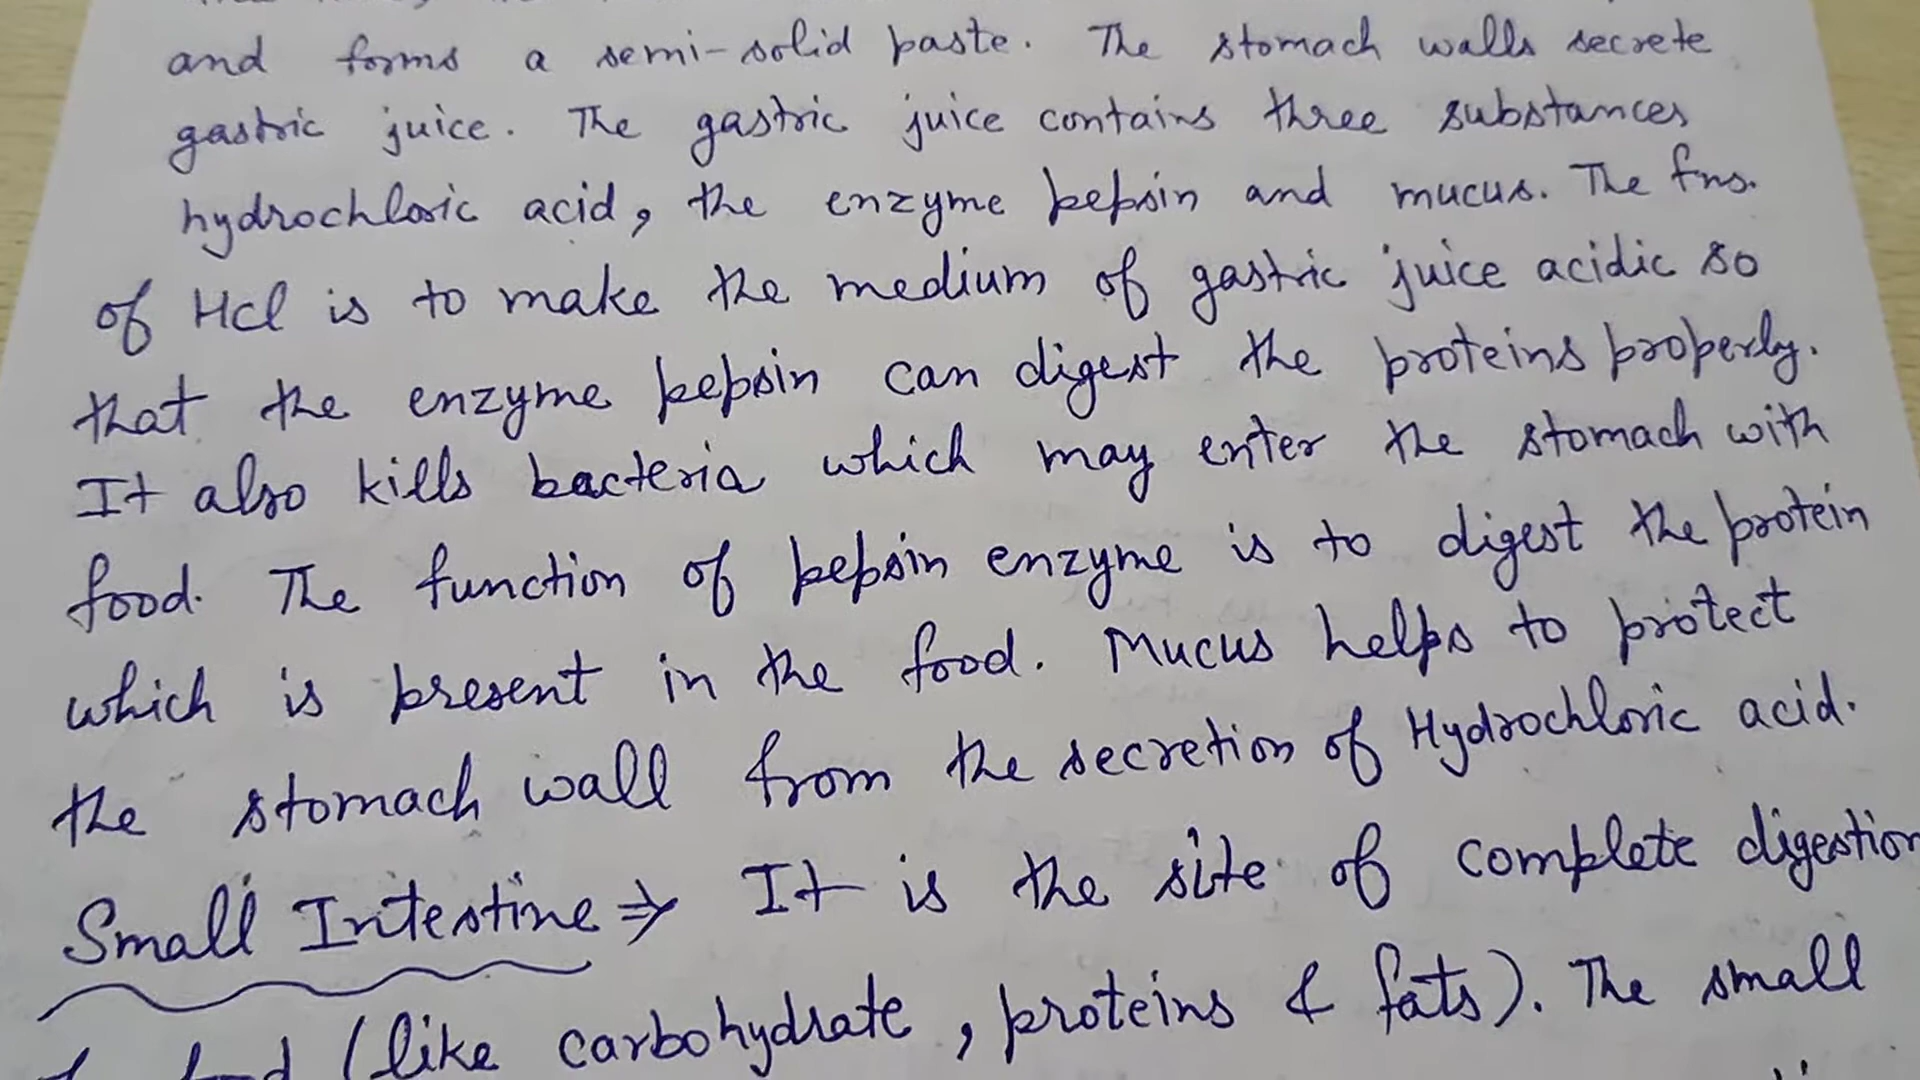 and forms a semi-solid paste. The stomach walls secrete
gastric juice. The gastric juice contains three substances
hydrochloric acid, the enzyme pepsin and mucus. The fns.
of Hcl is to make the medium of gastric juice acidic so
that the enzyme pepsin can digest the proteins properly.
It also kills bacteria which may enter the stomach with
food. The function of pepsin enzyme is to digest the protein
which is present in the food. Mucus helps to protect
the stomach wall from the secretion of Hydrochloric acid.
Small Intestine ⇒ It is the site of complete digestion
of food (like carbohydrate, proteins & fats). The small